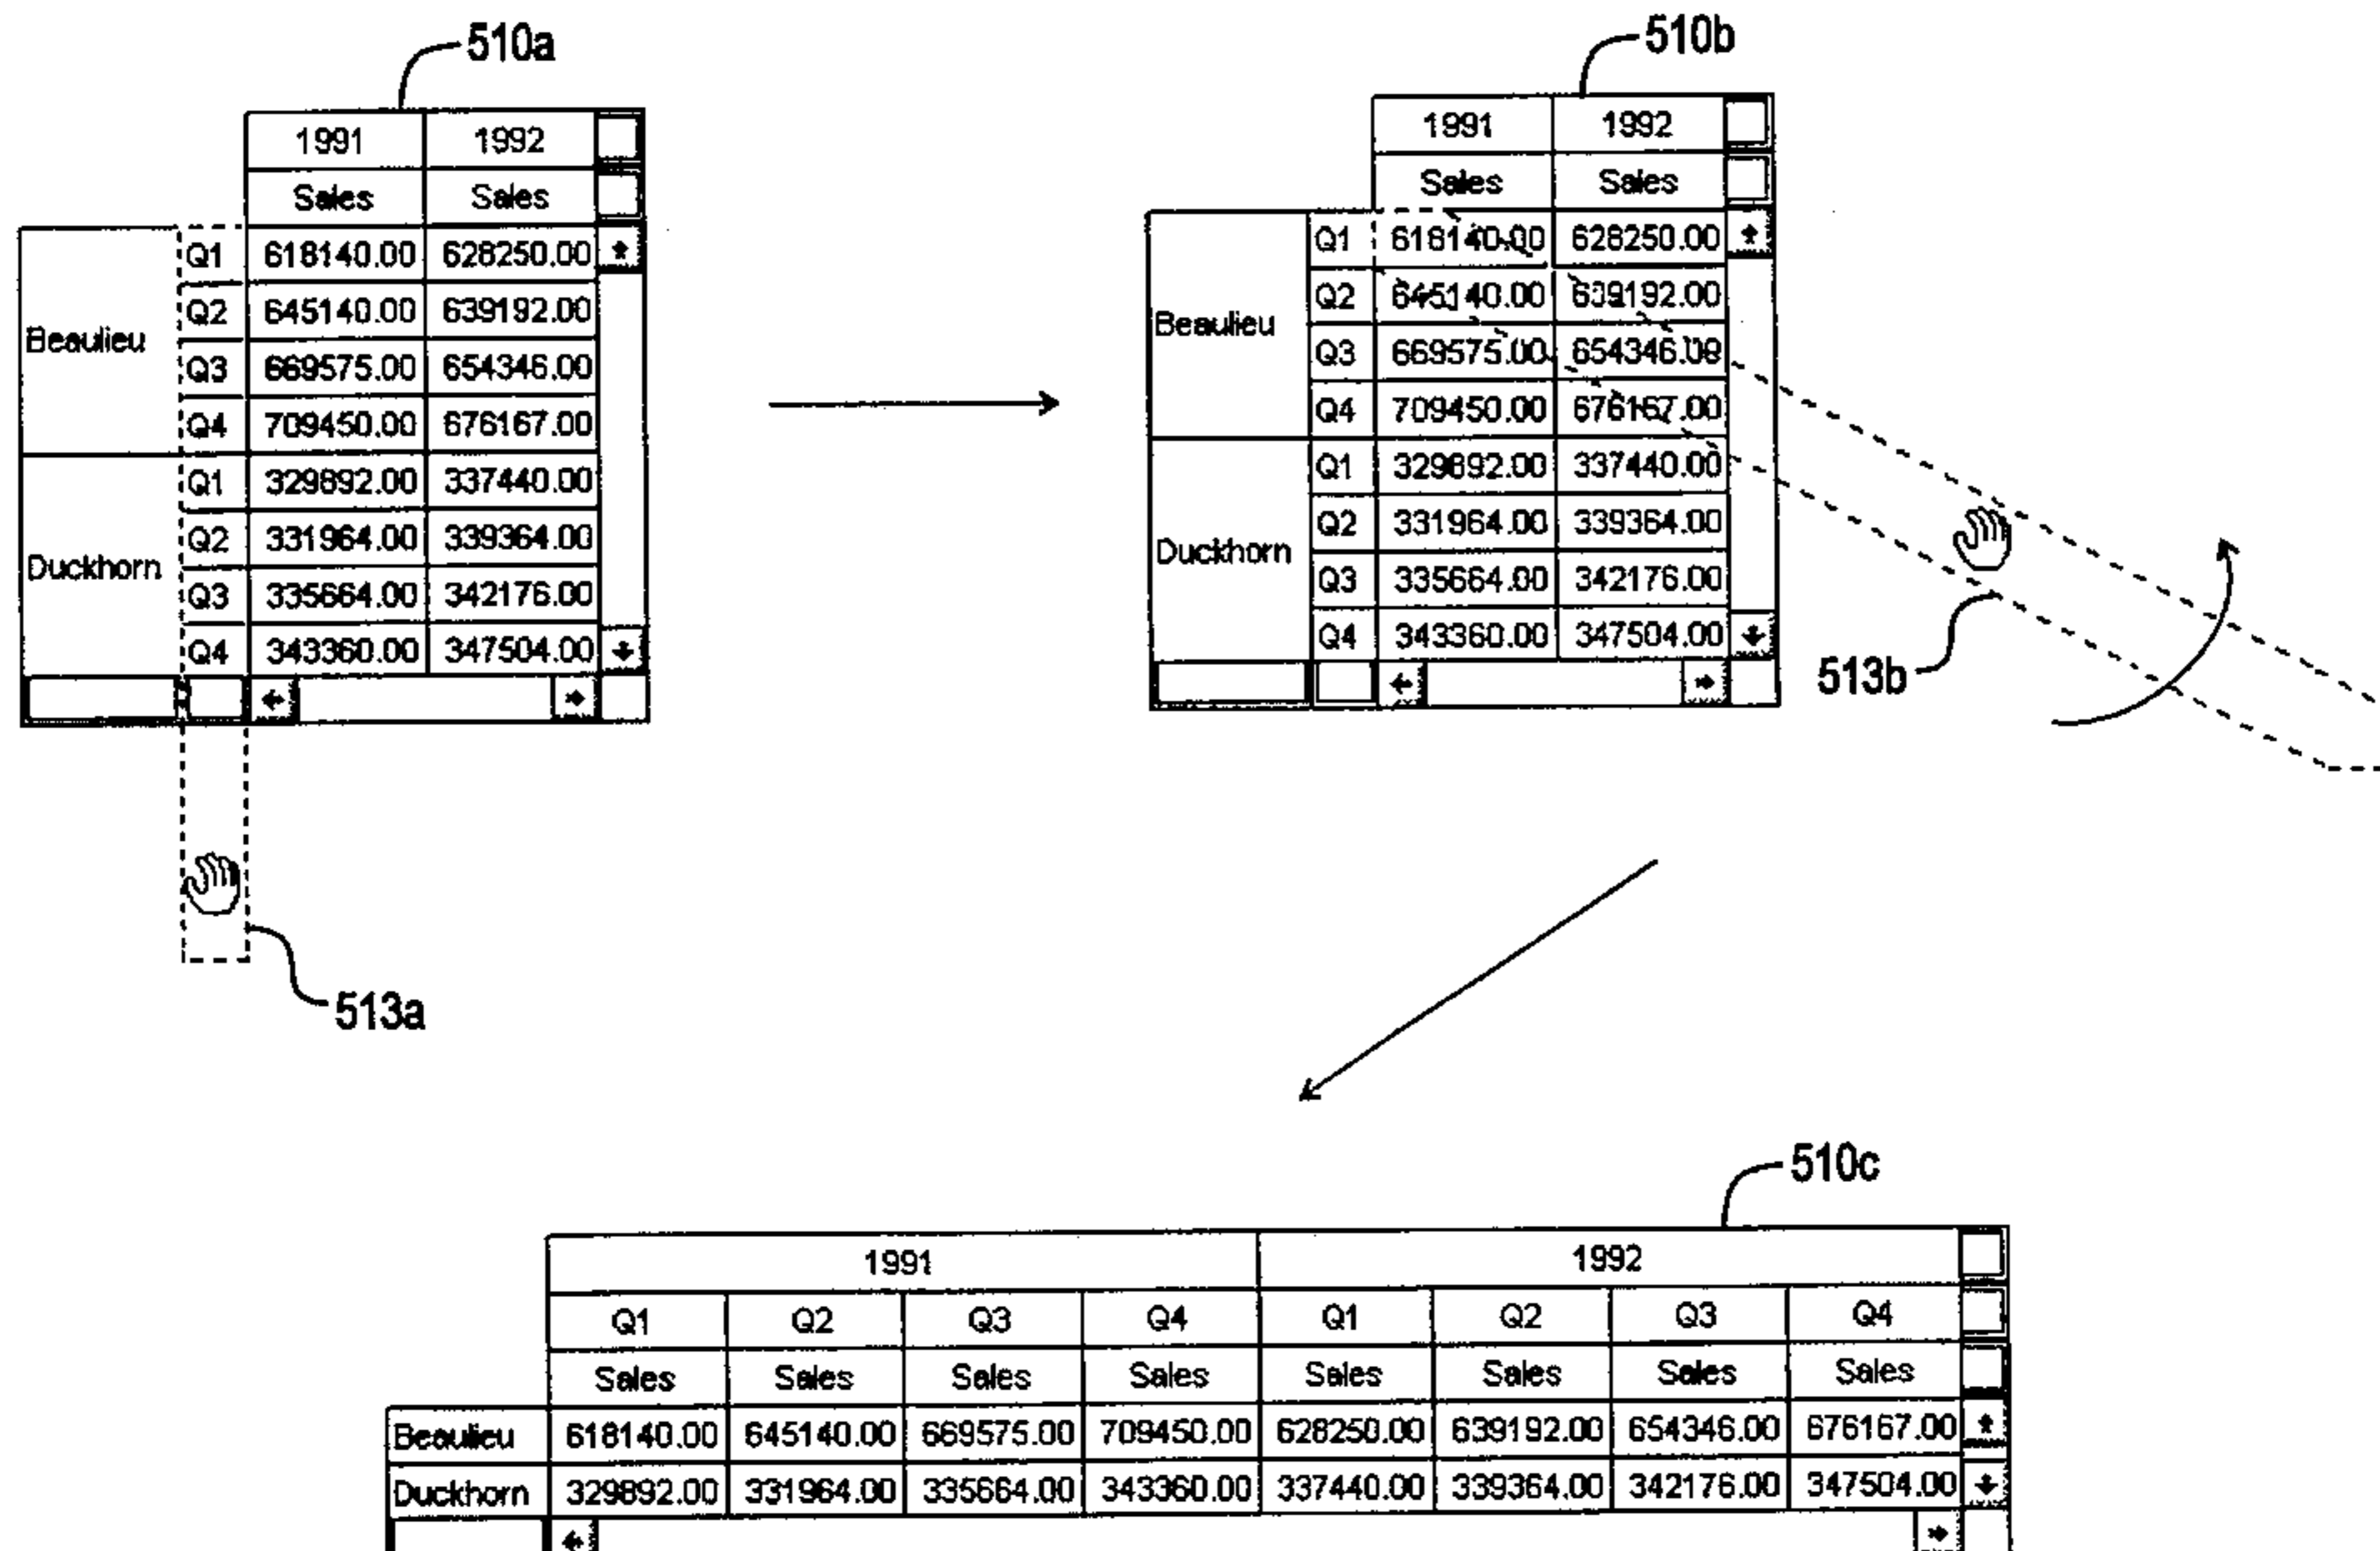 510a
1991 1992
Sales Sales
Beaulieu
Q1 618140.00 628250.00
Q2 645140.00 639192.00
Q3 669575.00 654346.00
Q4 709450.00 676167.00
Duckhorn
Q1 329892.00 337440.00
Q2 331964.00 339364.00
Q3 335664.00 342176.00
Q4 343360.00 347504.00
513a
510b
1991 1992
Sales Sales
Beaulieu
Q1 618140.00 628250.00
Q2 645140.00 639192.00
Q3 669575.00 654346.00
Q4 709450.00 676167.00
Duckhorn
Q1 329892.00 337440.00
Q2 331964.00 339364.00
Q3 335664.00 342176.00
Q4 343360.00 347504.00
513b
510c
1991 1992
Q1 Q2 Q3 Q4 Q1 Q2 Q3 Q4
Sales Sales Sales Sales Sales Sales Sales Sales
Beaulieu 618140.00 645140.00 669575.00 709450.00 628250.00 639192.00 654346.00 676167.00
Duckhorn 329892.00 331964.00 335664.00 343360.00 337440.00 339364.00 342176.00 347504.00